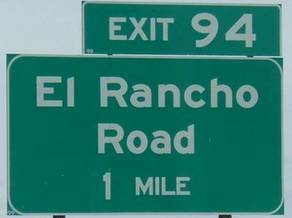 EXIT 94
El Rancho
Road
1 MILE